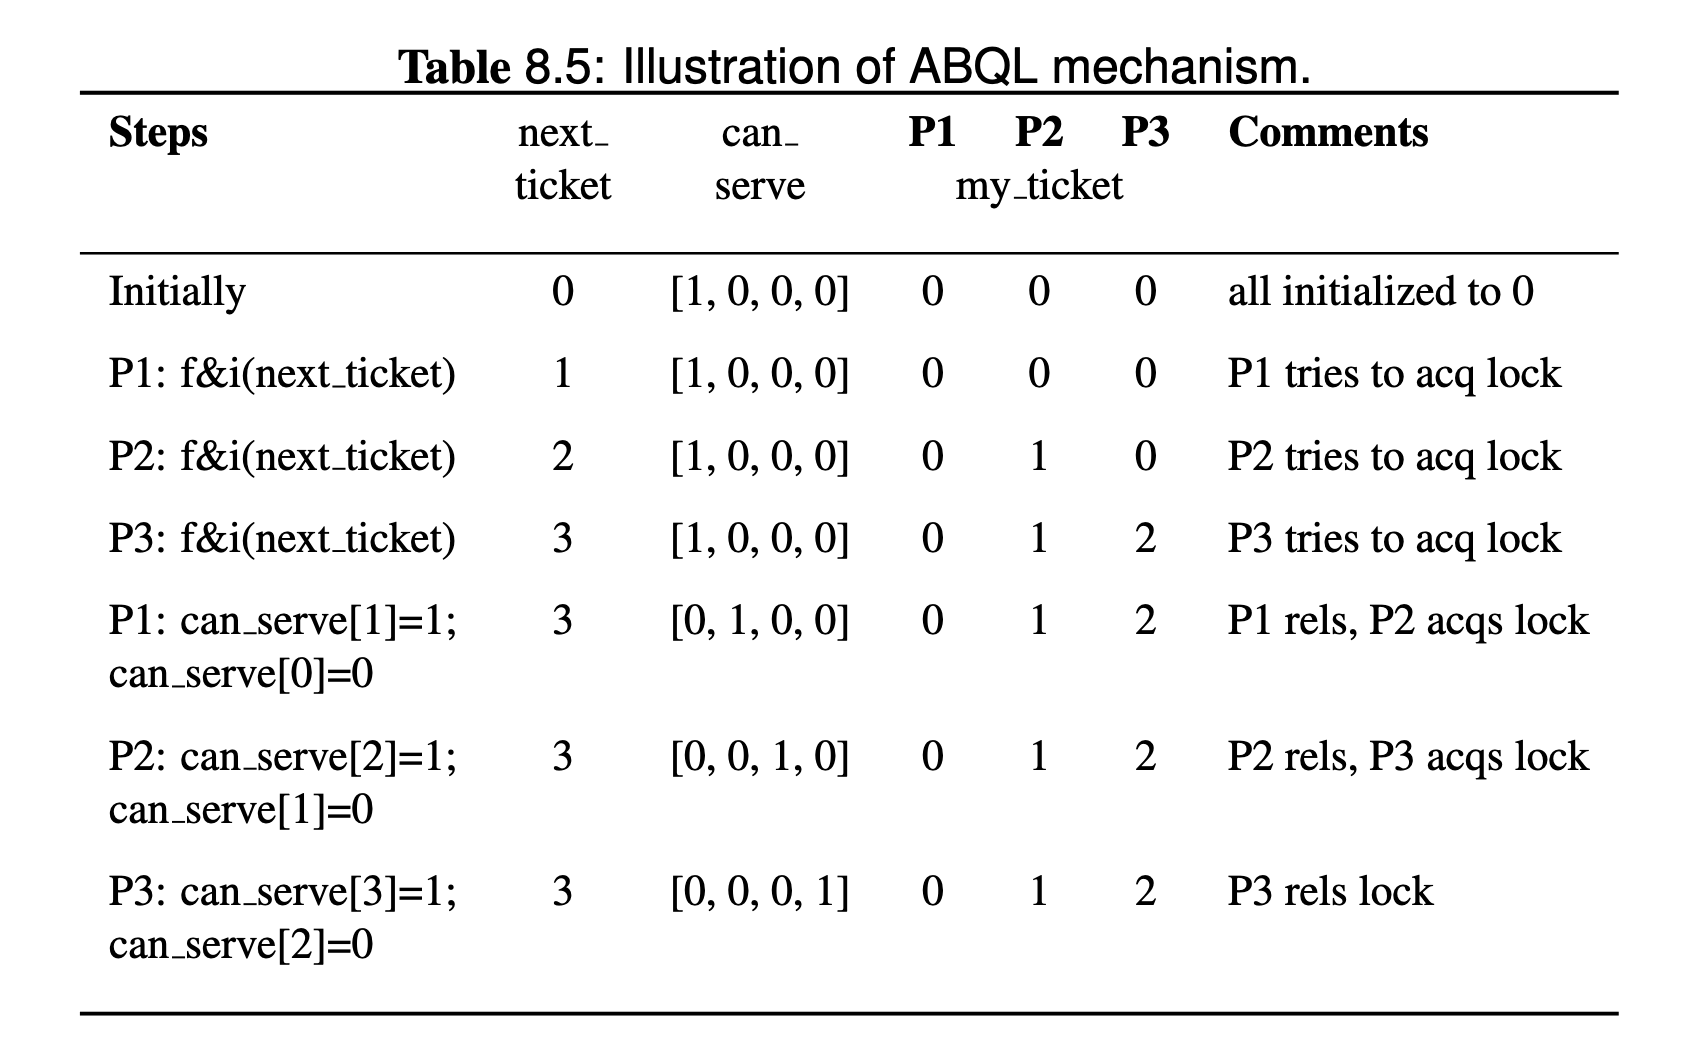 Table 8.5: Illustration of ABQL mechanism.
Steps next_ can_ P1 P2 P3 Comments
ticket serve my_ticket
Initially 0 [1, 0, 0, 0] 0 0 0 all initialized to 0
P1: f&i(next_ticket) 1 [1, 0, 0, 0] 0 0 0 P1 tries to acq lock
P2: f&i(next_ticket) 2 [1, 0, 0, 0] 0 1 0 P2 tries to acq lock
P3: f&i(next_ticket) 3 [1, 0, 0, 0] 0 1 2 P3 tries to acq lock
P1: can_serve[1]=1; 3 [0, 1, 0, 0] 0 1 2 P1 rels, P2 acqs lock
can_serve[0]=0
P2: can_serve[2]=1; 3 [0, 0, 1, 0] 0 1 2 P2 rels, P3 acqs lock
can_serve[1]=0
P3: can_serve[3]=1; 3 [0, 0, 0, 1] 0 1 2 P3 rels lock
can_serve[2]=0